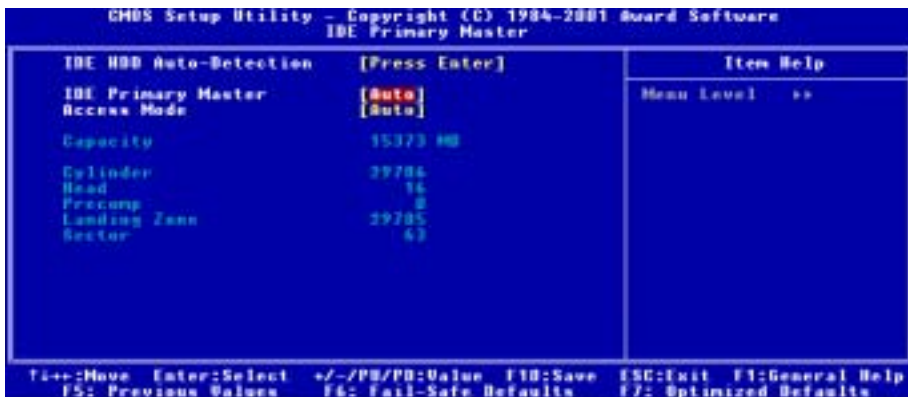 CMOS Setup Utility - Copyright (C) 1984-2001 Award Software
IDE Primary Master
IDE HDD Auto-Detection [Press Enter]
IDE Primary Master [Auto]
Access Mode [Auto]
Capacity 15373 MB
Cylinder 29786
Head 16
Precomp 0
Landing Zone 29785
Sector 63
Item Help
Menu Level ▸▸
↑↓→←:Move Enter:Select +/-/PU/PD:Value F10:Save ESC:Exit F1:General Help
F5: Previous Values F6: Fail-Safe Defaults F7: Optimized Defaults